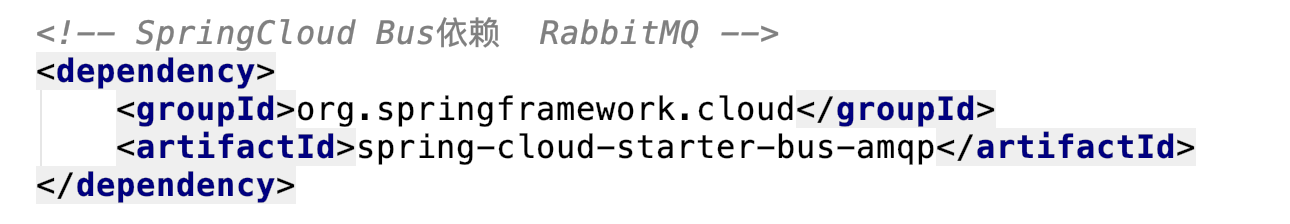 <!-- SpringCloud Bus依赖  RabbitMQ -->
<dependency>
    <groupId>org.springframework.cloud</groupId>
    <artifactId>spring-cloud-starter-bus-amqp</artifactId>
</dependency>